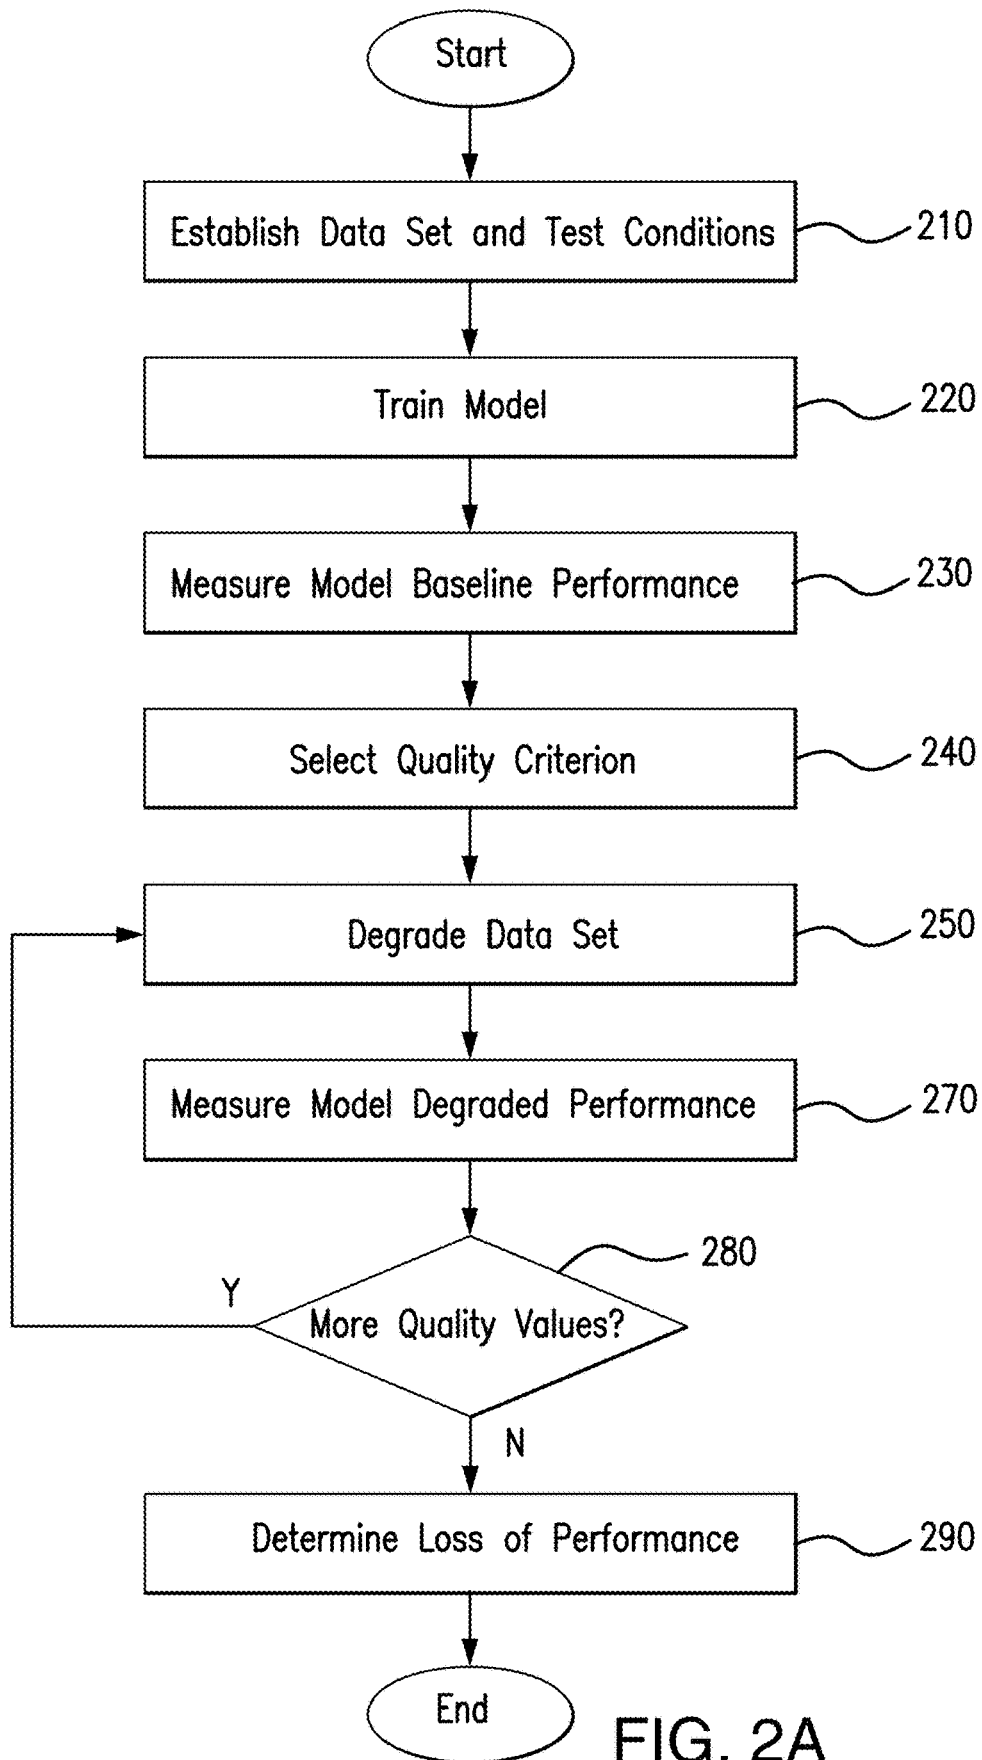 Start
Establish Data Set and Test Conditions
210
Train Model
220
Measure Model Baseline Performance
230
Select Quality Criterion
240
Degrade Data Set
250
Measure Model Degraded Performance
270
280
Y
More Quality Values?
N
Determine Loss of Performance
290
End
FIG. 2A